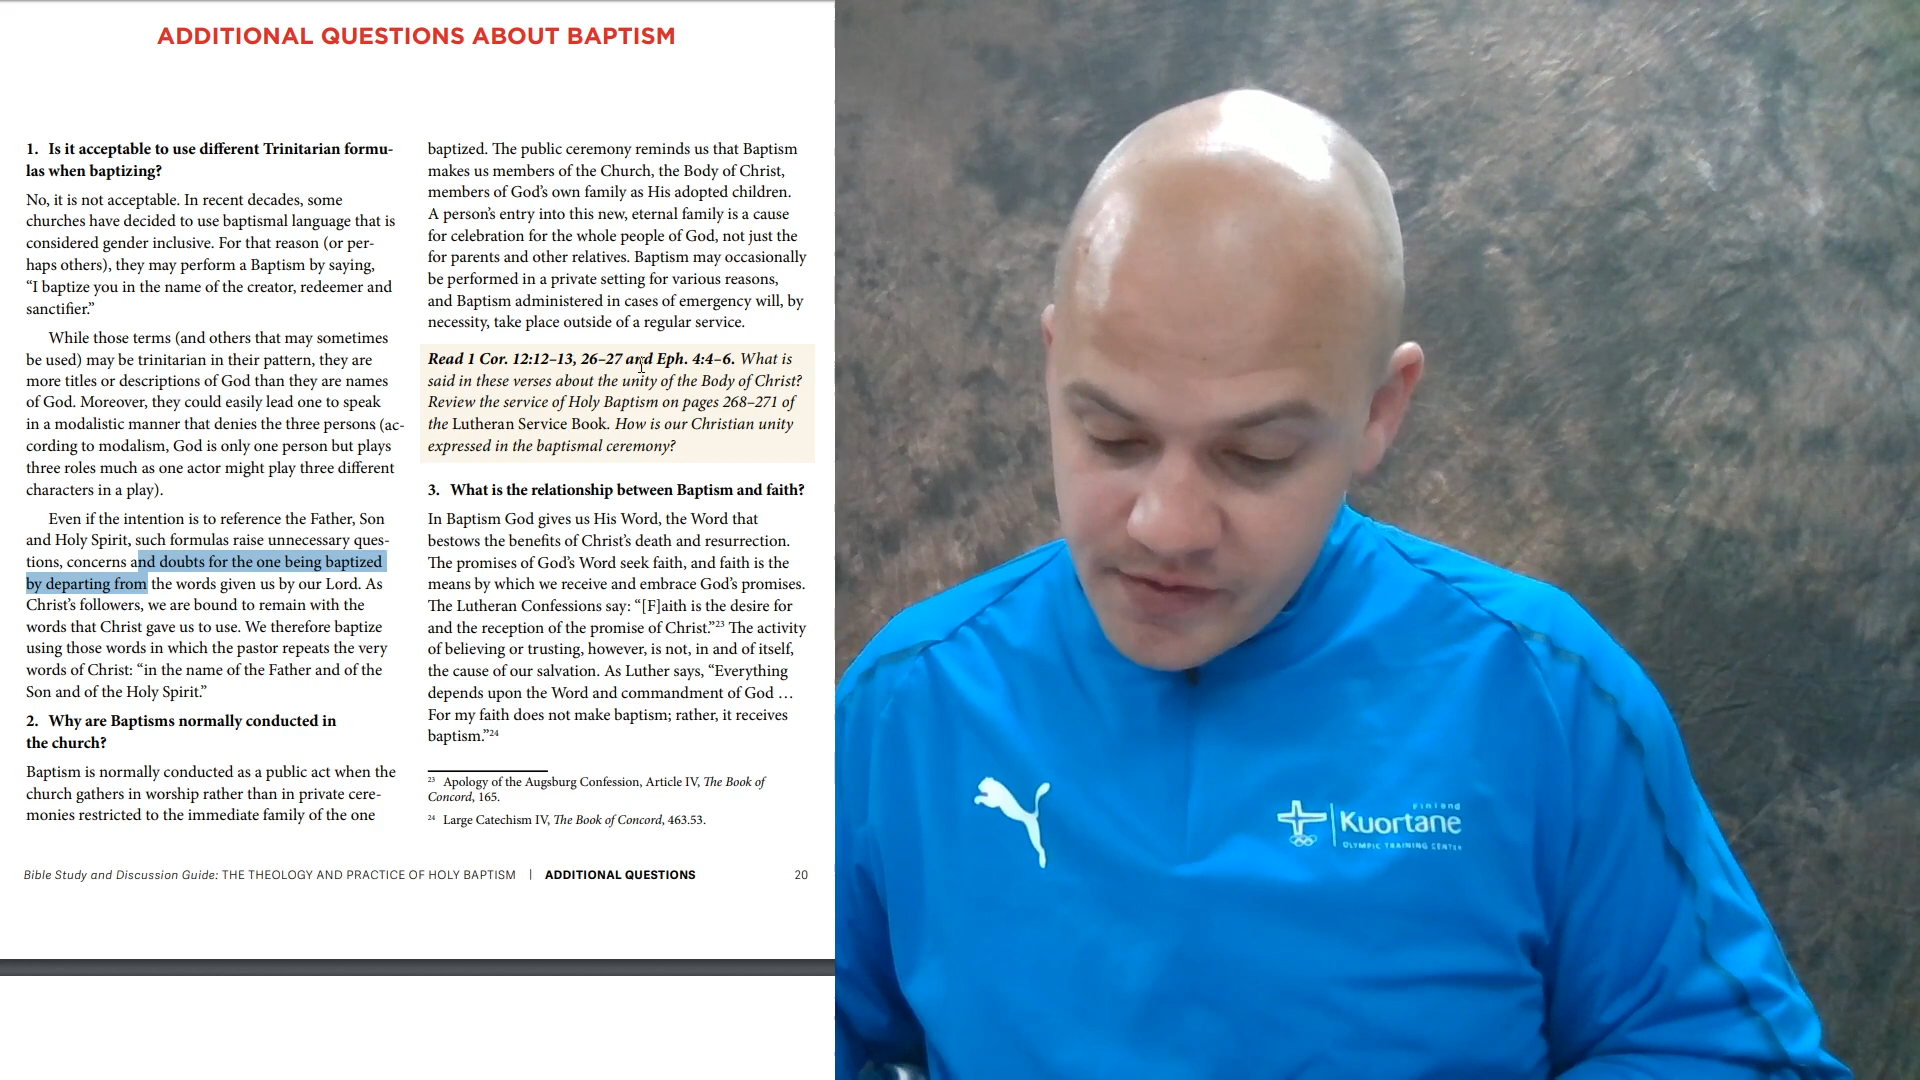 ADDITIONAL QUESTIONS ABOUT BAPTISM
1. Is it acceptable to use different Trinitarian formu-
las when baptizing?
No, it is not acceptable. In recent decades, some
churches have decided to use baptismal language that is
considered gender inclusive. For that reason (or per-
haps others), they may perform a Baptism by saying,
“I baptize you in the name of the creator, redeemer and
sanctifier.”
While those terms (and others that may sometimes
be used) may be trinitarian in their pattern, they are
more titles or descriptions of God than they are names
of God. Moreover, they could easily lead one to speak
in a modalistic manner that denies the three persons (ac-
cording to modalism, God is only one person but plays
three roles much as one actor might play three different
characters in a play).
Even if the intention is to reference the Father, Son
and Holy Spirit, such formulas raise unnecessary ques-
tions, concerns and doubts for the one being baptized
by departing from the words given us by our Lord. As
Christ’s followers, we are bound to remain with the
words that Christ gave us to use. We therefore baptize
using those words in which the pastor repeats the very
words of Christ: “in the name of the Father and of the
Son and of the Holy Spirit.”
2. Why are Baptisms normally conducted in
the church?
Baptism is normally conducted as a public act when the
church gathers in worship rather than in private cere-
monies restricted to the immediate family of the one
baptized. The public ceremony reminds us that Baptism
makes us members of the Church, the Body of Christ,
members of God’s own family as His adopted children.
A person’s entry into this new, eternal family is a cause
for celebration for the whole people of God, not just the
for parents and other relatives. Baptism may occasionally
be performed in a private setting for various reasons,
and Baptism administered in cases of emergency will, by
necessity, take place outside of a regular service.
Read 1 Cor. 12:12–13, 26–27 and Eph. 4:4–6. What is
said in these verses about the unity of the Body of Christ?
Review the service of Holy Baptism on pages 268–271 of
the Lutheran Service Book. How is our Christian unity
expressed in the baptismal ceremony?
3. What is the relationship between Baptism and faith?
In Baptism God gives us His Word, the Word that
bestows the benefits of Christ’s death and resurrection.
The promises of God’s Word seek faith, and faith is the
means by which we receive and embrace God’s promises.
The Lutheran Confessions say: “[F]aith is the desire for
and the reception of the promise of Christ.”23 The activity
of believing or trusting, however, is not, in and of itself,
the cause of our salvation. As Luther says, “Everything
depends upon the Word and commandment of God …
For my faith does not make baptism; rather, it receives
baptism.”24
23 Apology of the Augsburg Confession, Article IV, The Book of
Concord, 165.
24 Large Catechism IV, The Book of Concord, 463.53.
Bible Study and Discussion Guide: THE THEOLOGY AND PRACTICE OF HOLY BAPTISM | ADDITIONAL QUESTIONS 20
Finland
Kuortane
OLYMPIC TRAINING CENTER